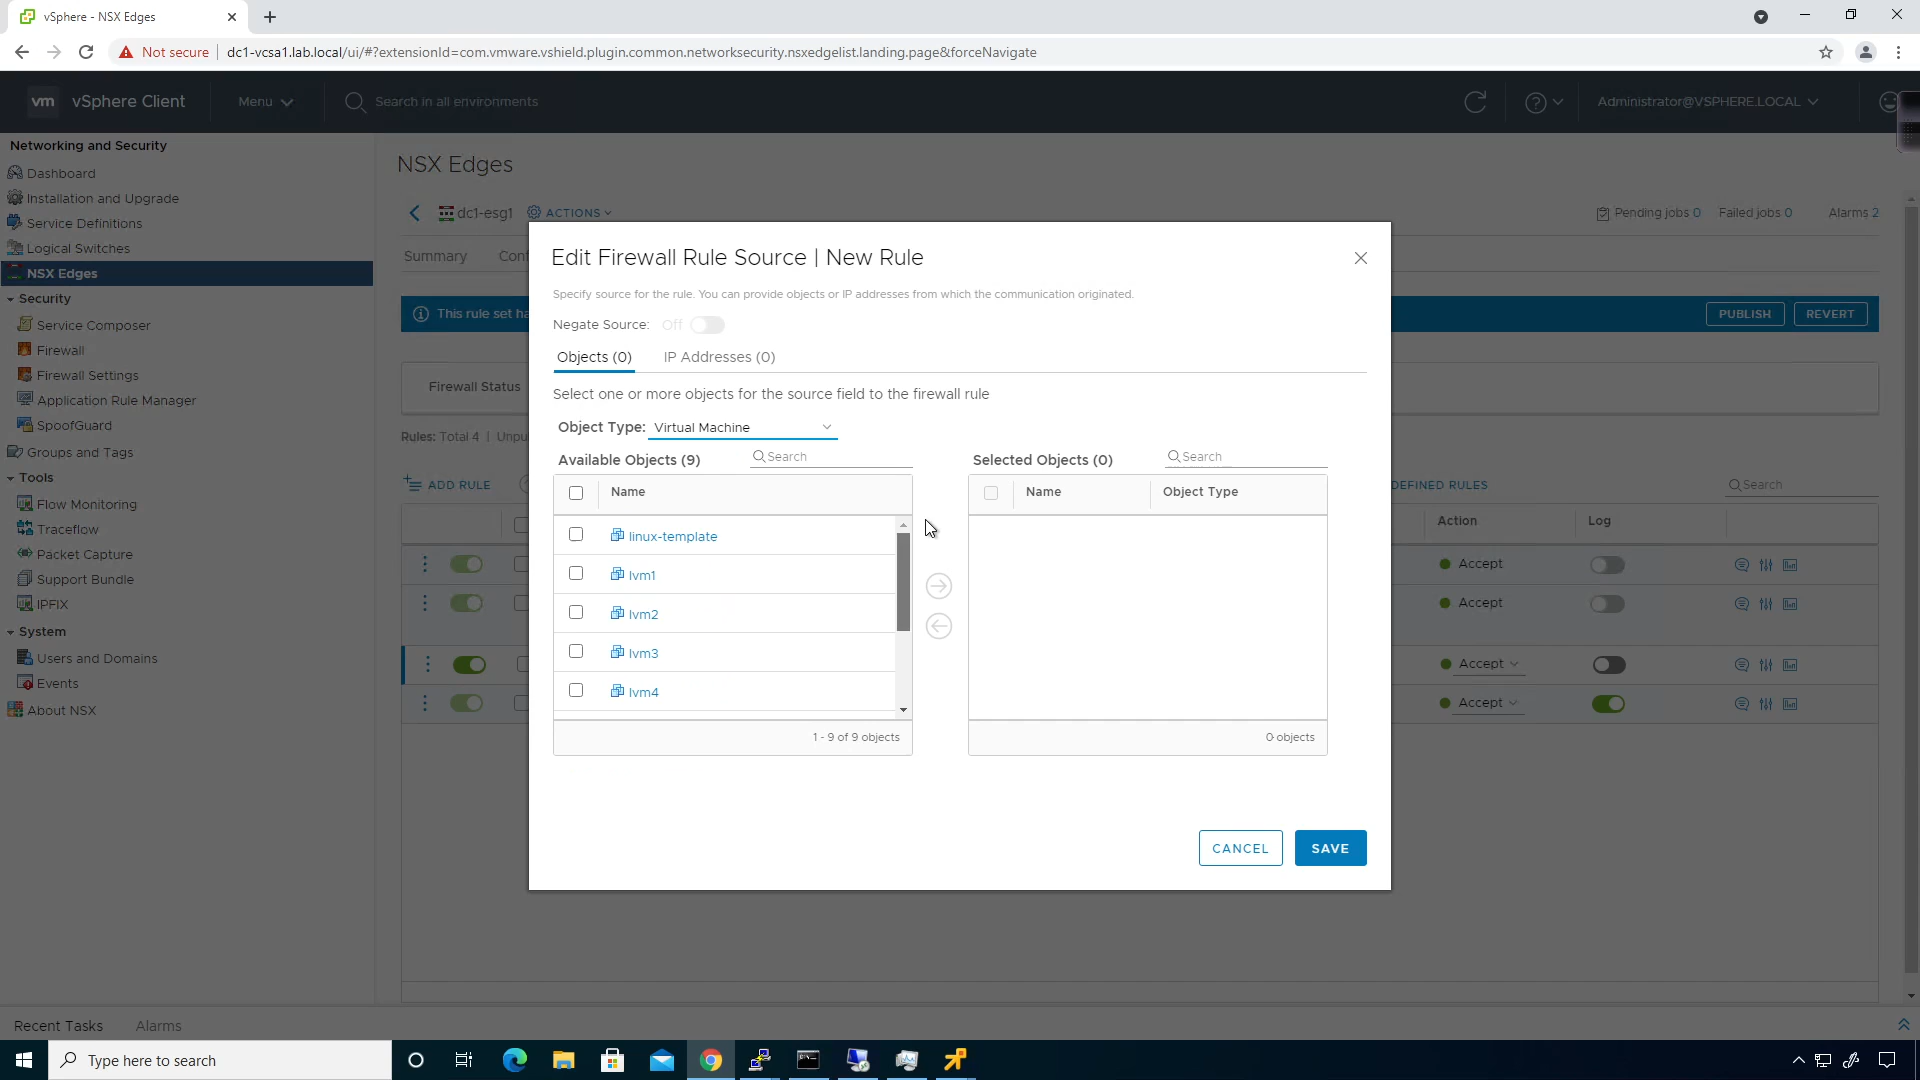 vSphere - NSX Edges
Not secure
dc1-vcsa1.lab.local/ui/#?extensionId=com.vmware.vshield.plugin.common.networksecurity.nsxedgelist.landing.page&forceNavigate
vm vSphere Client Menu Search in all environments Administrator@VSPHERE.LOCAL
Networking and Security
Dashboard
Installation and Upgrade
Service Definitions
Logical Switches
NSX Edges
Security
Service Composer
Firewall
Firewall Settings
Application Rule Manager
SpoofGuard
Groups and Tags
Tools
Flow Monitoring
Traceflow
Packet Capture
Support Bundle
IPFIX
System
Users and Domains
Events
About NSX
NSX Edges
dc1-esg1 ACTIONS Pending jobs 0 Failed jobs 0 Alarms 2
Summary Conf
This rule set ha PUBLISH REVERT
Firewall Status
Rules: Total 4 | Unpu
ADD RULE DEFINED RULES Search
Action Log
Accept
Accept
Accept
Accept
Edit Firewall Rule Source | New Rule
Specify source for the rule. You can provide objects or IP addresses from which the communication originated.
Negate Source: Off
Objects (0) IP Addresses (0)
Select one or more objects for the source field to the firewall rule
Object Type: Virtual Machine
Available Objects (9) Search Selected Objects (0) Search
Name Name Object Type
linux-template
lvm1
lvm2
lvm3
lvm4
1 - 9 of 9 objects 0 objects
CANCEL SAVE
Recent Tasks Alarms
Type here to search